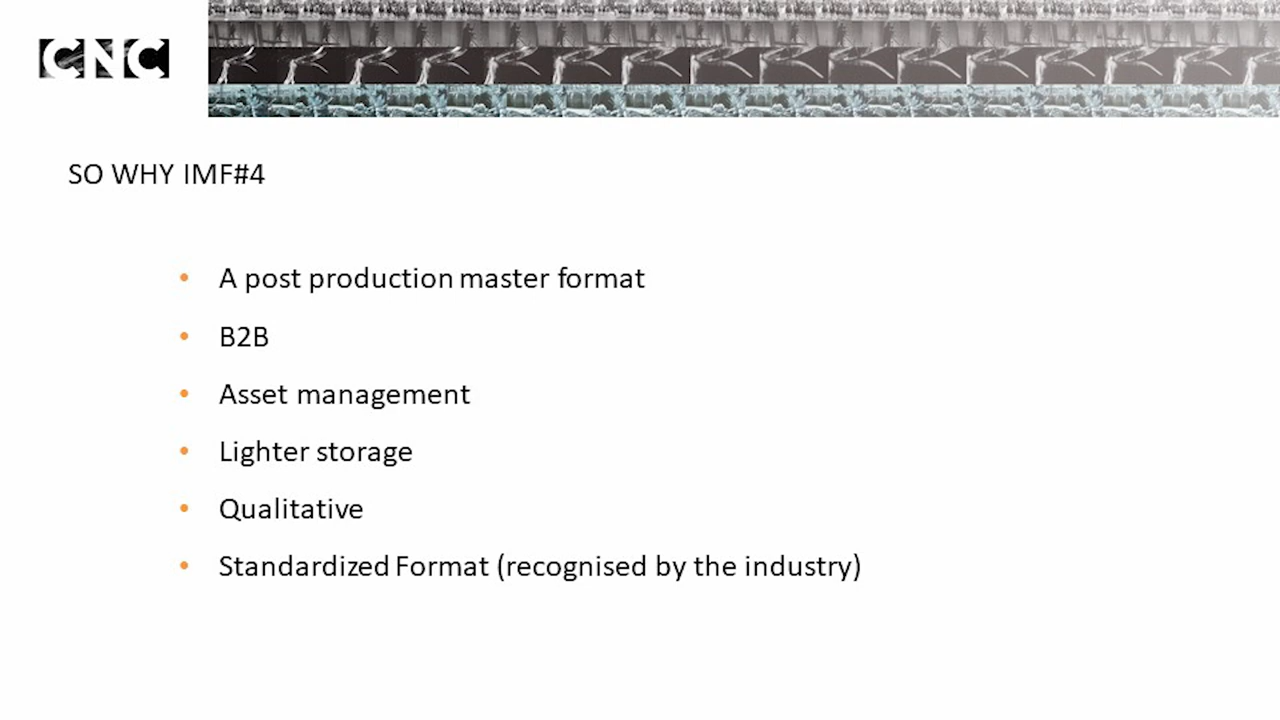 CNC
SO WHY IMF#4
• A post production master format
• B2B
• Asset management
• Lighter storage
• Qualitative
• Standardized Format (recognised by the industry)